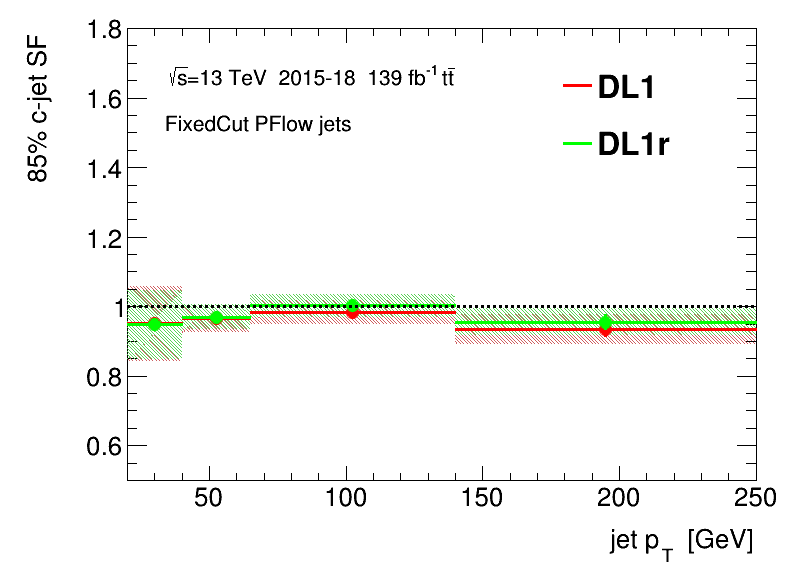 85% c-jet SF
1.8
1.6
1.4
1.2
1
0.8
0.6
√s=13 TeV 2015-18 139 fb⁻¹ tt̄
FixedCut PFlow jets
DL1
DL1r
50 100 150 200 250
jet p_T [GeV]